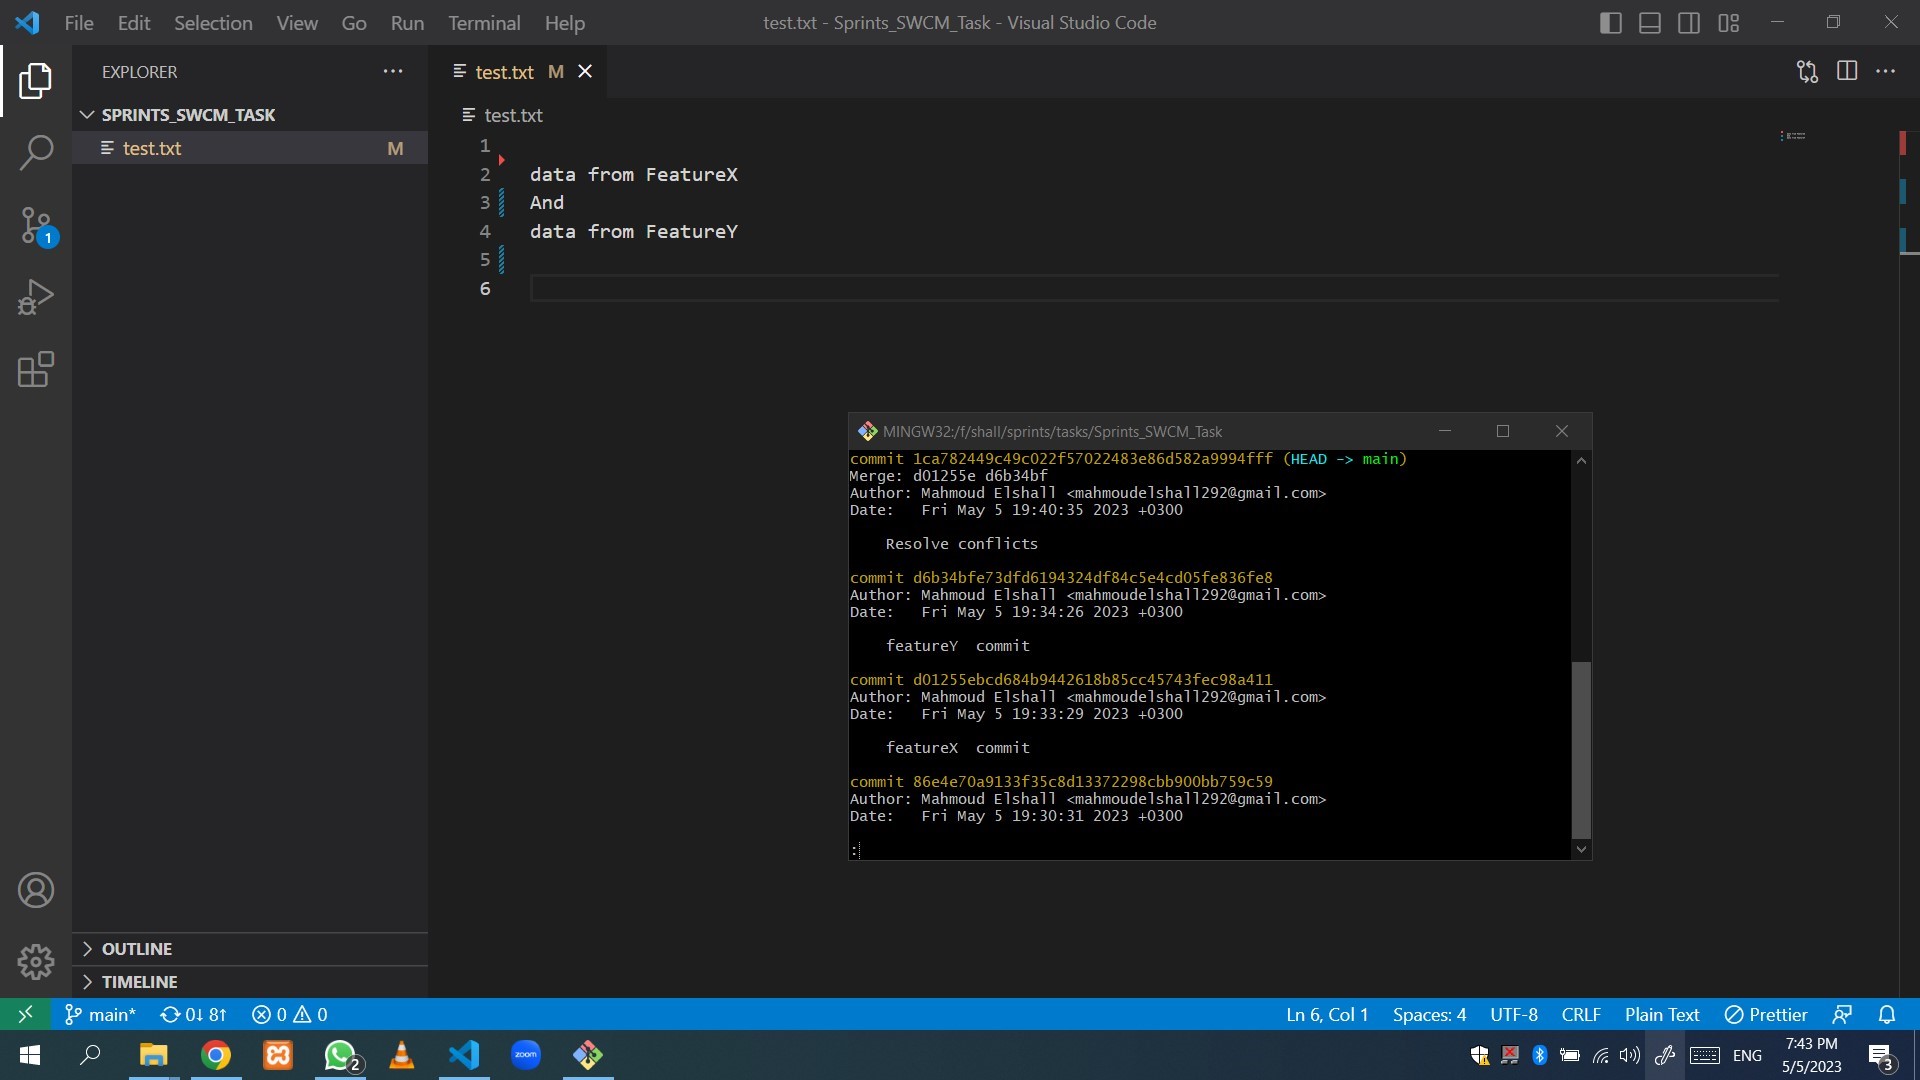 File Edit Selection View Go Run Terminal Help
test.txt - Sprints_SWCM_Task - Visual Studio Code
EXPLORER
test.txt M
SPRINTS_SWCM_TASK
test.txt M
test.txt
1
2 data from FeatureX
3 And
4 data from FeatureY
5
6
1
MINGW32:/f/shall/sprints/tasks/Sprints_SWCM_Task
commit 1ca782449c49c022f57022483e86d582a9994fff (HEAD -> main)
Merge: d01255e d6b34bf
Author: Mahmoud Elshall <mahmoudelshall292@gmail.com>
Date:   Fri May 5 19:40:35 2023 +0300
Resolve conflicts
commit d6b34bfe73dfd6194324df84c5e4cd05fe836fe8
Author: Mahmoud Elshall <mahmoudelshall292@gmail.com>
Date:   Fri May 5 19:34:26 2023 +0300
featureY  commit
commit d01255ebcd684b9442618b85cc45743fec98a411
Author: Mahmoud Elshall <mahmoudelshall292@gmail.com>
Date:   Fri May 5 19:33:29 2023 +0300
featureX  commit
commit 86e4e70a9133f35c8d13372298cbb900bb759c59
Author: Mahmoud Elshall <mahmoudelshall292@gmail.com>
Date:   Fri May 5 19:30:31 2023 +0300
:
OUTLINE
TIMELINE
main* 0↓ 8↑ 0 0
Ln 6, Col 1 Spaces: 4 UTF-8 CRLF Plain Text Prettier
2 zoom ENG 7:43 PM
5/5/2023 3